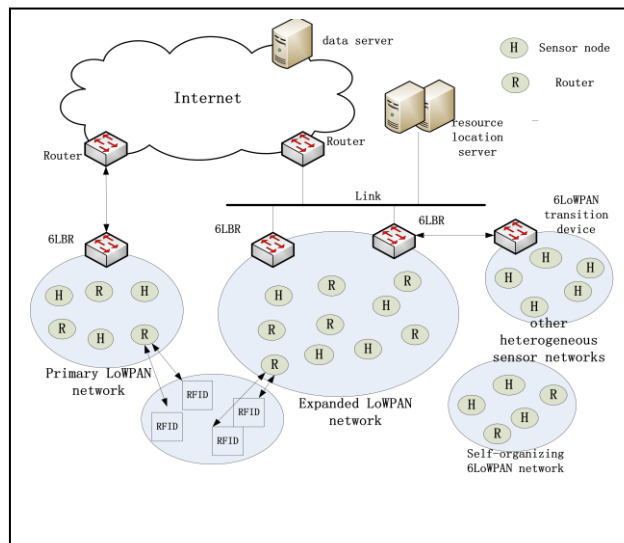 data server
H Sensor node
R Router
Internet
resource
location
server
Router
Router
Link
6LBR
6LBR
6LBR
6LoWPAN
transition
device
H R H
R H R
H R R
H
R R R
H H
R
H R
H H
H
other
heterogeneous
sensor networks
Primary LoWPAN
network
RFID
RFID
RFID
RFID
Expanded LoWPAN
network
H R
H H
R
Self-organizing
6LoWPAN network